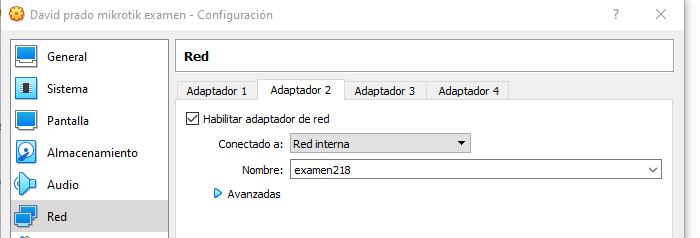 David prado mikrotik examen - Configuración
General
Sistema
Pantalla
Almacenamiento
Audio
Red
Red
Adaptador 1 Adaptador 2 Adaptador 3 Adaptador 4
Habilitar adaptador de red
Conectado a: Red interna
Nombre: examen218
Avanzadas